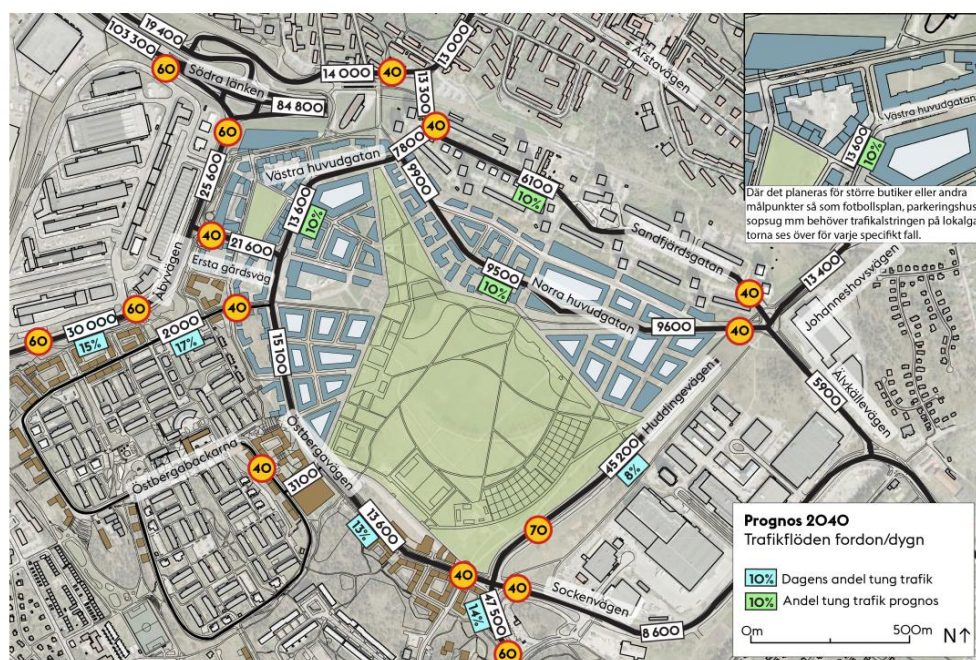 103 300
19 400
60
Södra länken
84 800
14 000
40
13 000
13 300
Årstavägen
40
60
25 600
Västra huvudgatan
7800
9900
6100
10%
Sandfjärdsgatan
13 600
10%
40
21 600
Ersta gårdsväg
Åbyvägen
9500
10%
Norra huvudgatan
9600
40
40
13 400
Johanneshovsvägen
60
30 000
15%
60
2000
17%
40
15 100
Huddingevägen
45 200
8%
5900
Älvkällevägen
Östbergabackarna
40
3100
Östbergavägen
13 600
13%
70
40
40
47 500
14%
60
Sockenvägen
8 600
Västra huvudgatan
13 600
10%
Där det planeras för större butiker eller andra
målpunkter så som fotbollsplan, parkeringshus
sopsug mm behöver trafikalstringen på lokalga
torna ses över för varje specifikt fall.
Prognos 2040
Trafikflöden fordon/dygn
10% Dagens andel tung trafik
10% Andel tung trafik prognos
0m 500m N↑